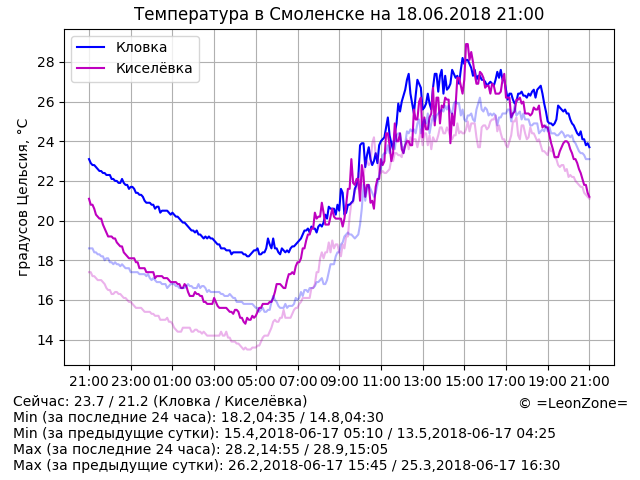 Температура в Смоленске на 18.06.2018 21:00
Кловка
Киселёвка
градусов Цельсия, °C
28
26
24
22
20
18
16
14
21:00 23:00 01:00 03:00 05:00 07:00 09:00 11:00 13:00 15:00 17:00 19:00 21:00
Сейчас: 23.7 / 21.2 (Кловка / Киселёвка)
© =LeonZone=
Min (за последние 24 часа): 18.2,04:35 / 14.8,04:30
Min (за предыдущие сутки): 15.4,2018-06-17 05:10 / 13.5,2018-06-17 04:25
Max (за последние 24 часа): 28.2,14:55 / 28.9,15:05
Max (за предыдущие сутки): 26.2,2018-06-17 15:45 / 25.3,2018-06-17 16:30